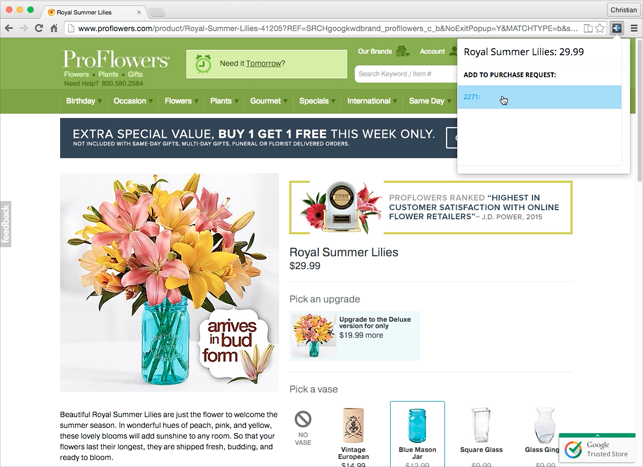 Royal Summer Lilies
Christian
www.proflowers.com/product/Royal-Summer-Lilies-41205?REF=SRCHgoogkwdbrand_proflowers_c_b&NoExitPopup=Y&MATCHTYPE=b&s...
ProFlowers
Flowers • Plants • Gifts
Need Help? 800.580.2584
Need it Tomorrow?
Our Brands
Account
Search Keyword / Item #
Royal Summer Lilies: 29.99
ADD TO PURCHASE REQUEST:
2271:
Birthday
Occasion
Flowers
Plants
Gourmet
Specials
International
Same Day
EXTRA SPECIAL VALUE, BUY 1 GET 1 FREE THIS WEEK ONLY.
NOT INCLUDED WITH SAME-DAY GIFTS, MULTI-DAY GIFTS, FUNERAL OR FLORIST DELIVERED ORDERS.
feedback
PROFLOWERS RANKED "HIGHEST IN
CUSTOMER SATISFACTION WITH ONLINE
FLOWER RETAILERS"– J.D. POWER, 2015
Royal Summer Lilies
$29.99
Pick an upgrade
Upgrade to the Deluxe
version for only
$19.99 more
arrives
in bud
form
Pick a vase
NO
VASE
Vintage
European
$14.99
Blue Mason
Jar
$12.99
Square Glass
$9.99
Glass Ging
Google
Trusted Store
Beautiful Royal Summer Lilies are just the flower to welcome the
summer season. In wonderful hues of peach, pink, and yellow,
these lovely blooms will add sunshine to any room. So that your
flowers last their longest, they are shipped fresh, budding, and
ready to bloom.